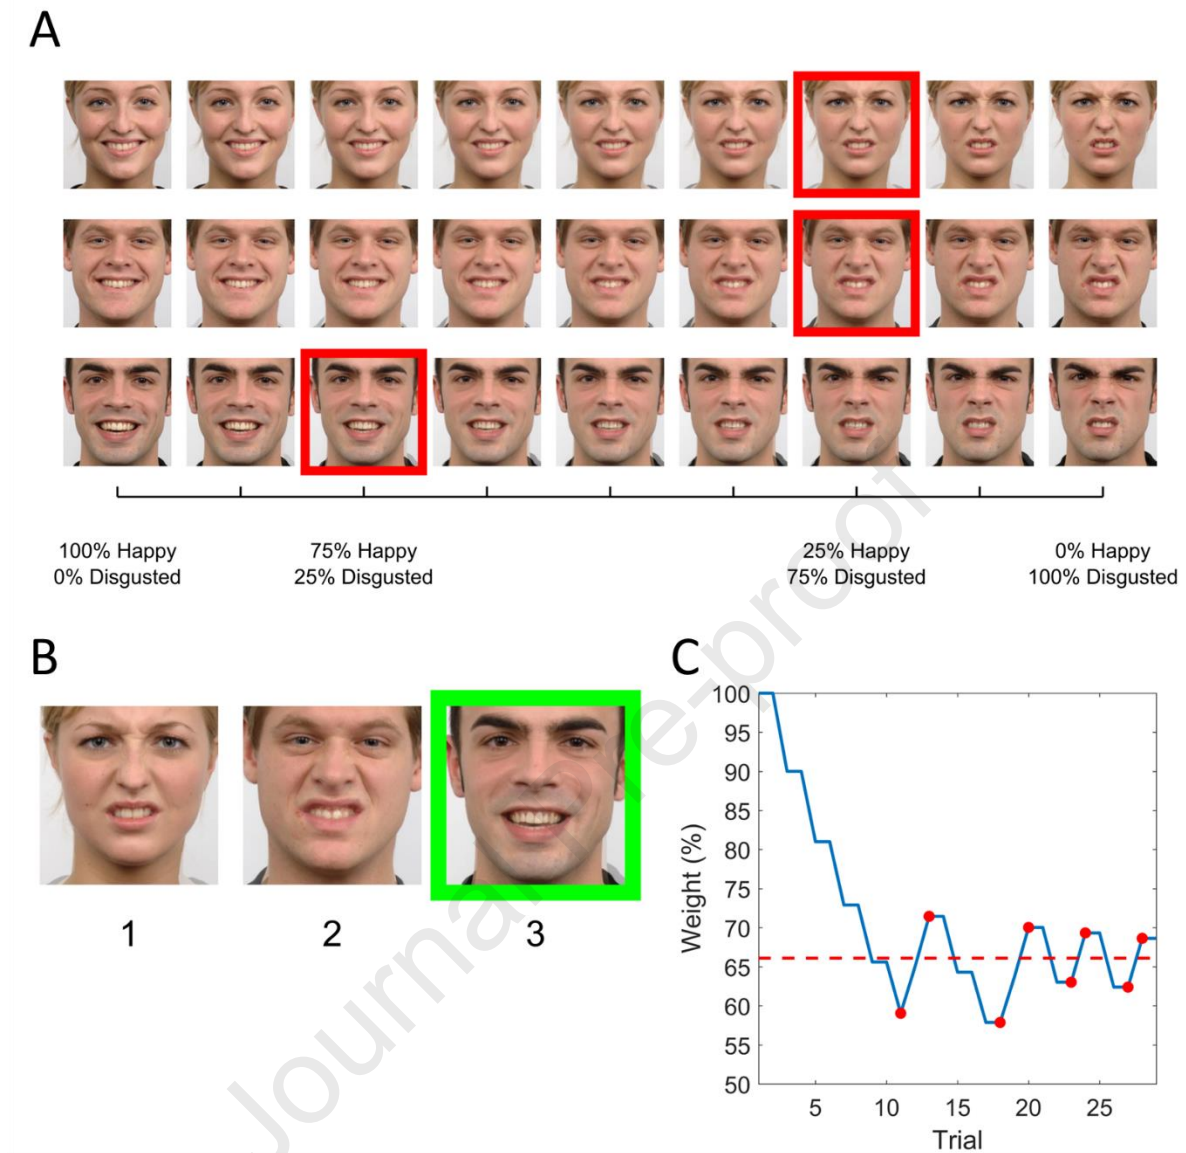 A
100% Happy
0% Disgusted
75% Happy
25% Disgusted
25% Happy
75% Disgusted
0% Happy
100% Disgusted
B
1
2
3
C
100
95
90
85
80
75
70
65
60
55
50
Weight (%)
5
10
15
20
25
Trial
Journal Pre-proof